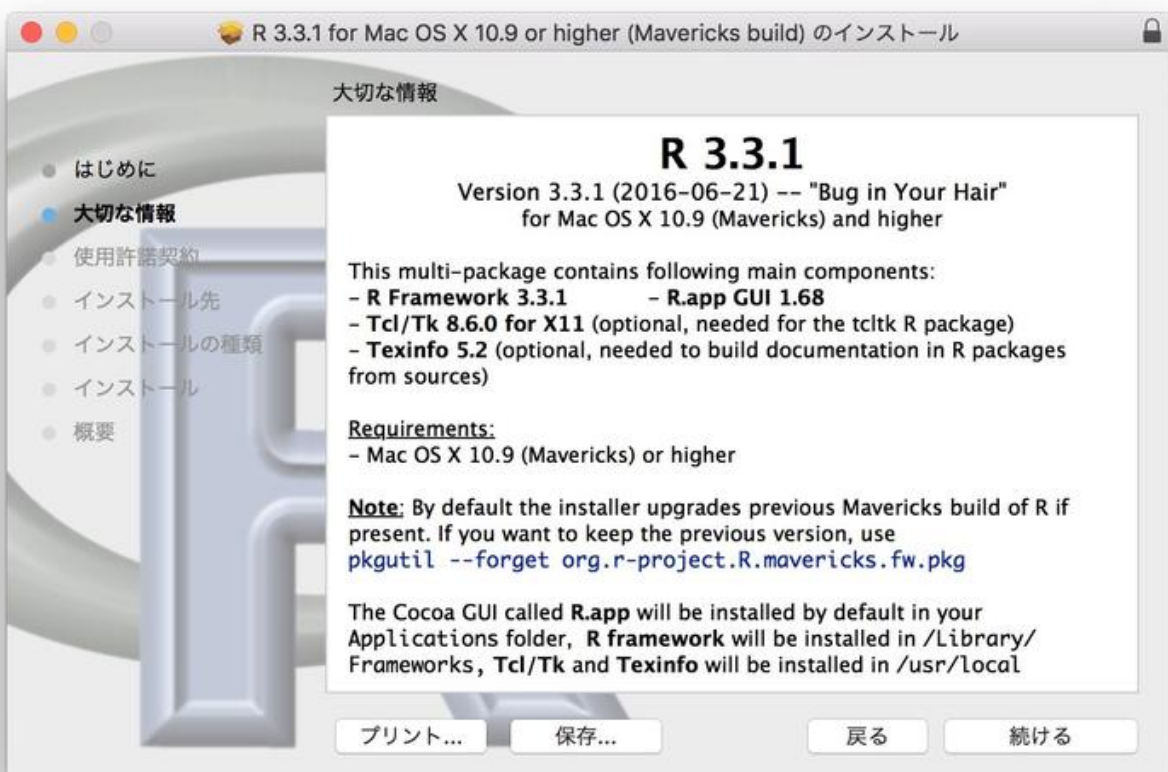 R 3.3.1 for Mac OS X 10.9 or higher (Mavericks build) のインストール
大切な情報
はじめに
大切な情報
使用許諾契約
インストール先
インストールの種類
インストール
概要
R 3.3.1
Version 3.3.1 (2016-06-21) -- "Bug in Your Hair"
for Mac OS X 10.9 (Mavericks) and higher
This multi-package contains following main components:
- R Framework 3.3.1 - R.app GUI 1.68
- Tcl/Tk 8.6.0 for X11 (optional, needed for the tcltk R package)
- Texinfo 5.2 (optional, needed to build documentation in R packages
from sources)
Requirements:
- Mac OS X 10.9 (Mavericks) or higher
Note: By default the installer upgrades previous Mavericks build of R if
present. If you want to keep the previous version, use
pkgutil --forget org.r-project.R.mavericks.fw.pkg
The Cocoa GUI called R.app will be installed by default in your
Applications folder, R framework will be installed in /Library/
Frameworks, Tcl/Tk and Texinfo will be installed in /usr/local
プリント... 保存... 戻る 続ける